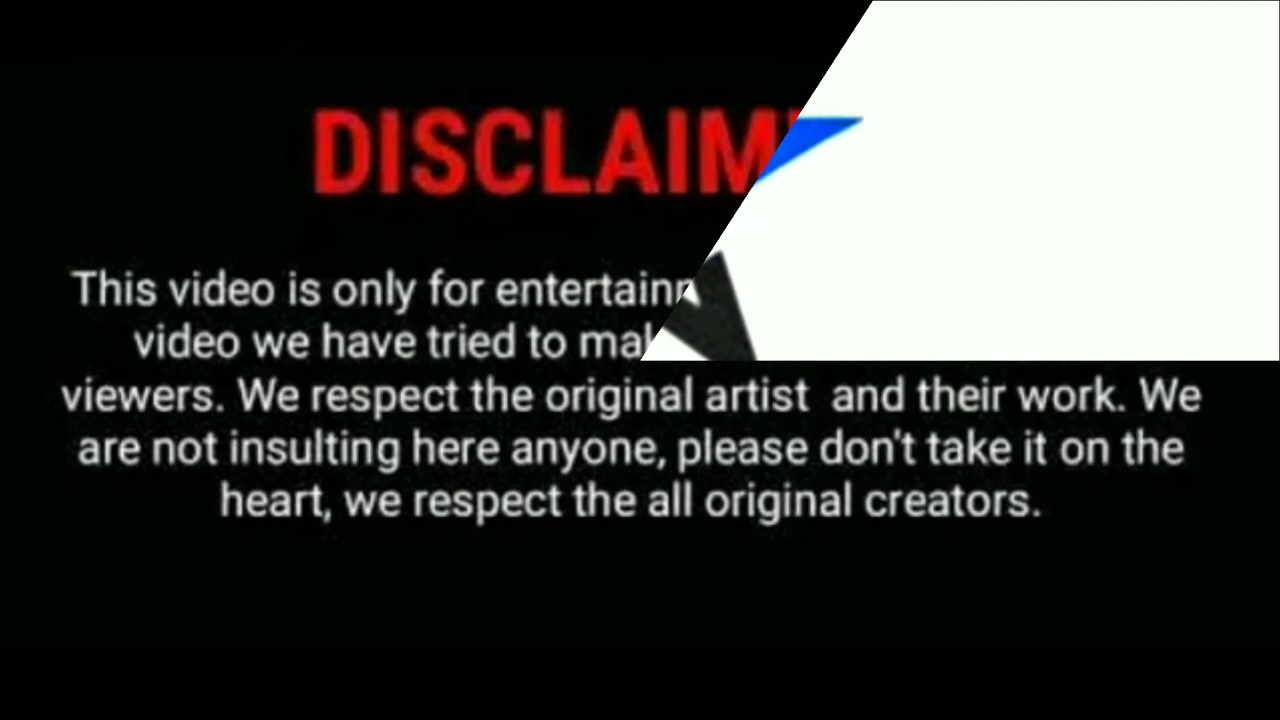 DISCLAIM
This video is only for
video we have tried to
viewers. We respect the original artist and their work. We
are not insulting here anyone, please don't take it on the
heart, we respect the all original creators.